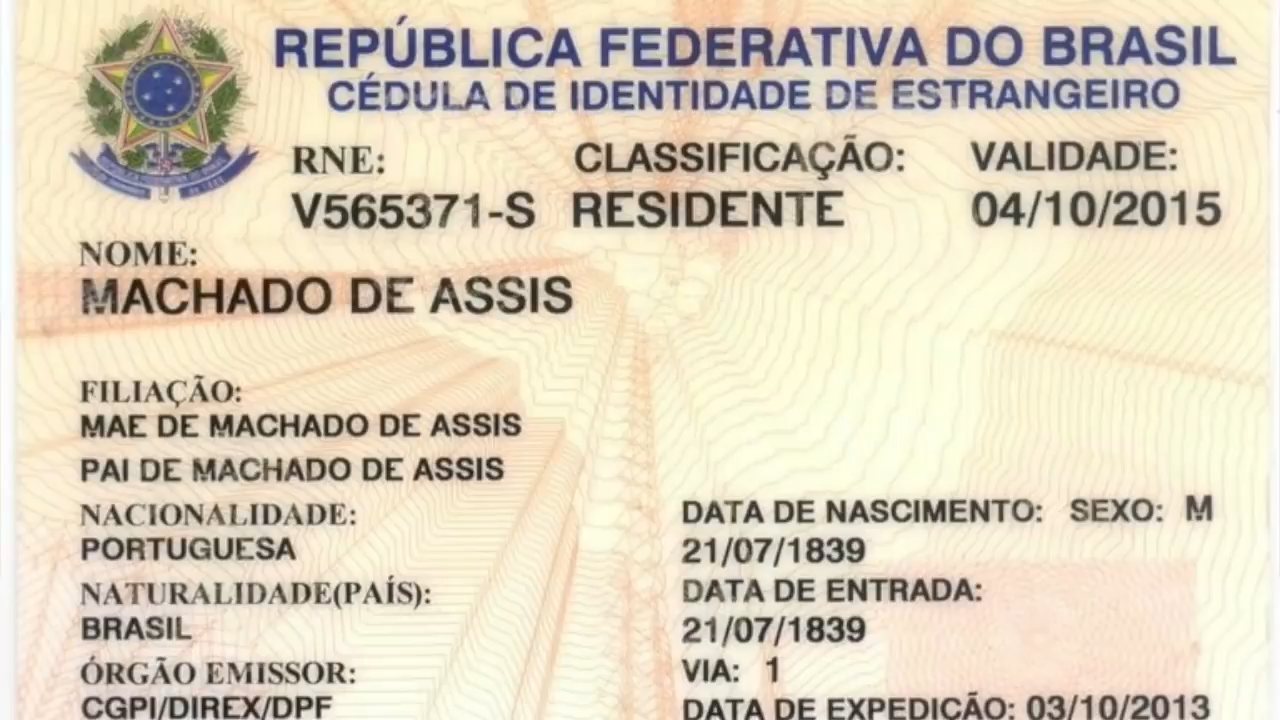 REPÚBLICA FEDERATIVA DO BRASIL
CÉDULA DE IDENTIDADE DE ESTRANGEIRO
RNE: CLASSIFICAÇÃO: VALIDADE:
V565371-S RESIDENTE 04/10/2015
NOME:
MACHADO DE ASSIS
FILIAÇÃO:
MAE DE MACHADO DE ASSIS
PAI DE MACHADO DE ASSIS
NACIONALIDADE:
PORTUGUESA
NATURALIDADE(PAÍS):
BRASIL
ÓRGÃO EMISSOR:
CGPI/DIREX/DPF
DATA DE NASCIMENTO: SEXO: M
21/07/1839
DATA DE ENTRADA:
21/07/1839
VIA: 1
DATA DE EXPEDIÇÃO: 03/10/2013